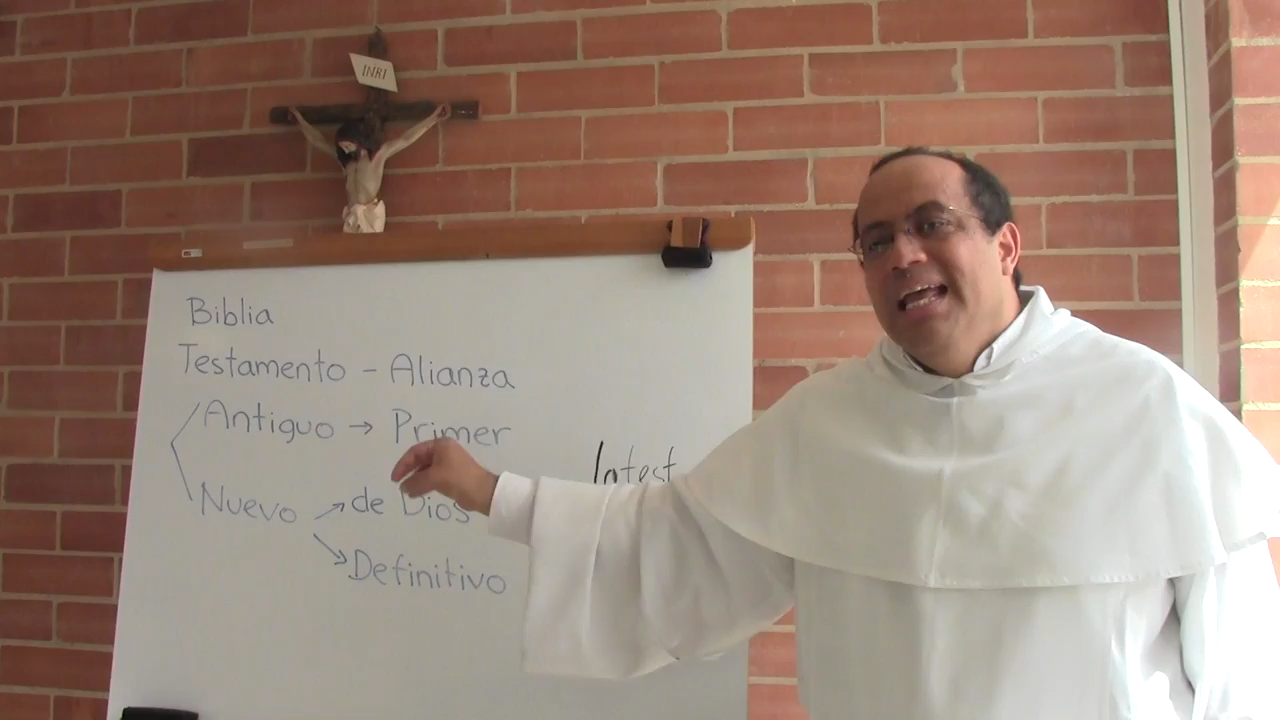 INRI
Biblia
Testamento - Alianza
Antiguo → Primer
Nuevo → de Dios
→ Definitivo